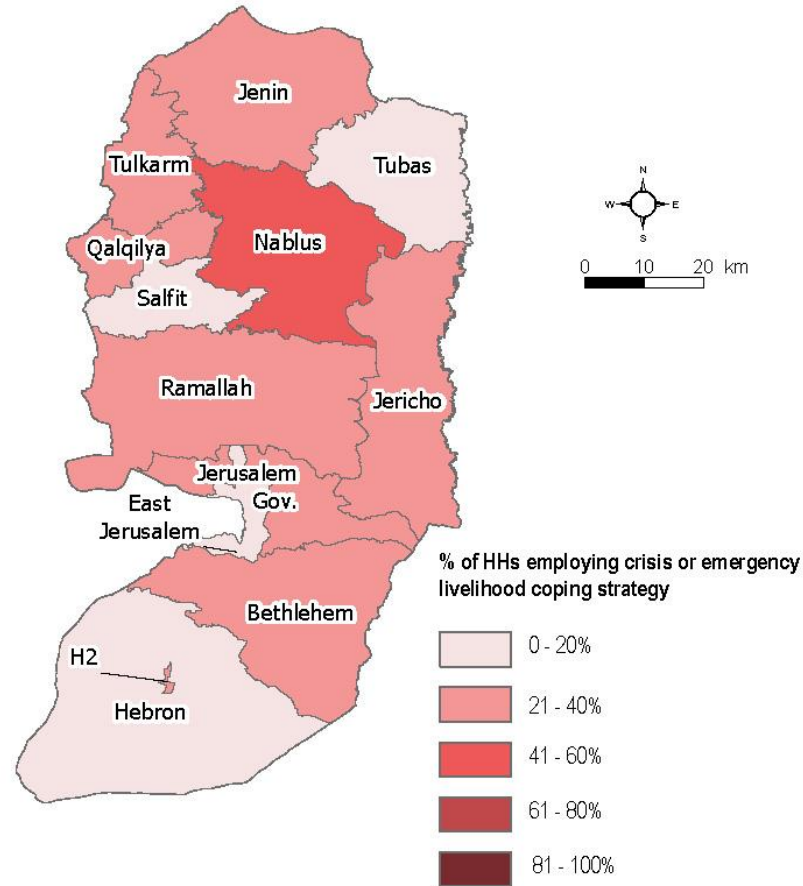 Jenin
Tulkarm
Tubas
N
W
E
S
Qalqilya
Nablus
0 10 20 km
Salfit
Ramallah
Jericho
Jerusalem
Gov.
East
Jerusalem
Bethlehem
H2
Hebron
% of HHs employing crisis or emergency
livelihood coping strategy
0 - 20%
21 - 40%
41 - 60%
61 - 80%
81 - 100%